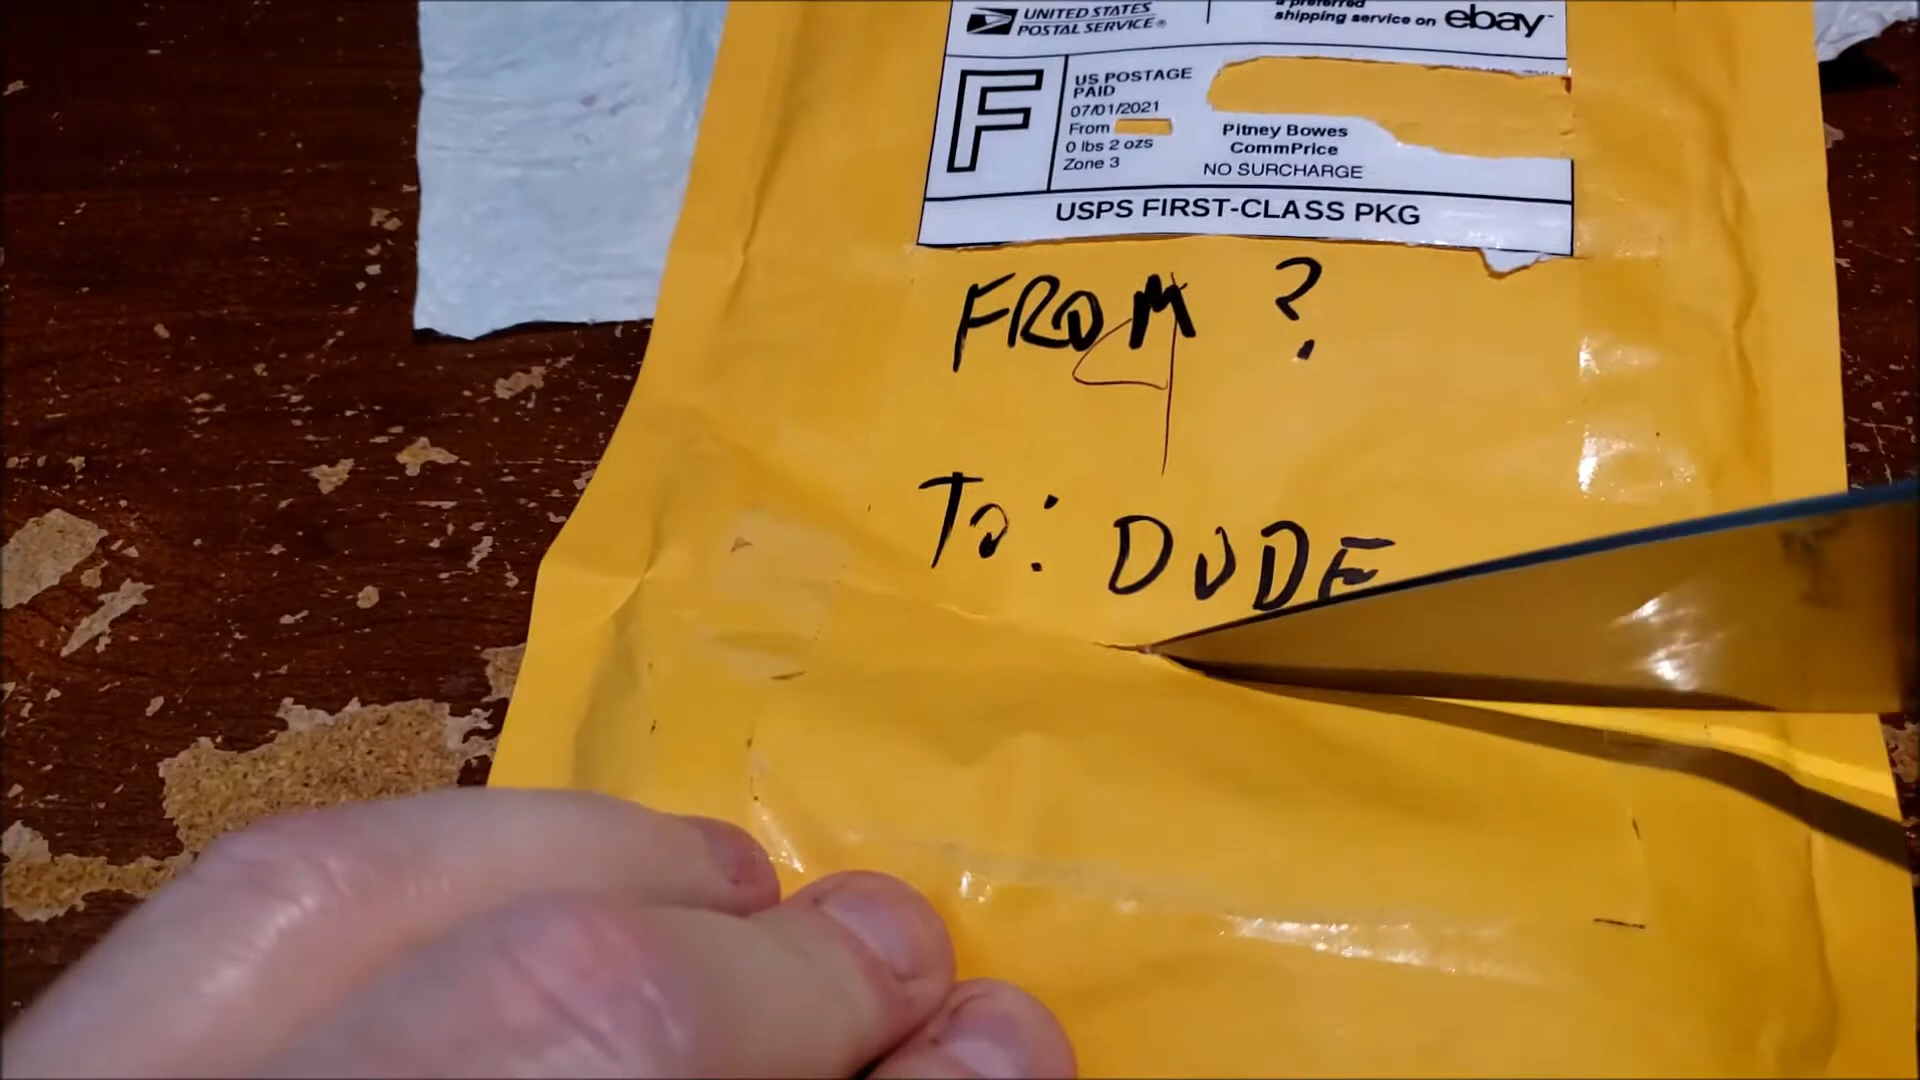 UNITED STATES
POSTAL SERVICE®
a preferred
shipping service on ebay
F
US POSTAGE
PAID
07/01/2021
From
0 lbs 2 ozs
Zone 3
Pitney Bowes
CommPrice
NO SURCHARGE
USPS FIRST-CLASS PKG
FROM ?
To: DUDE